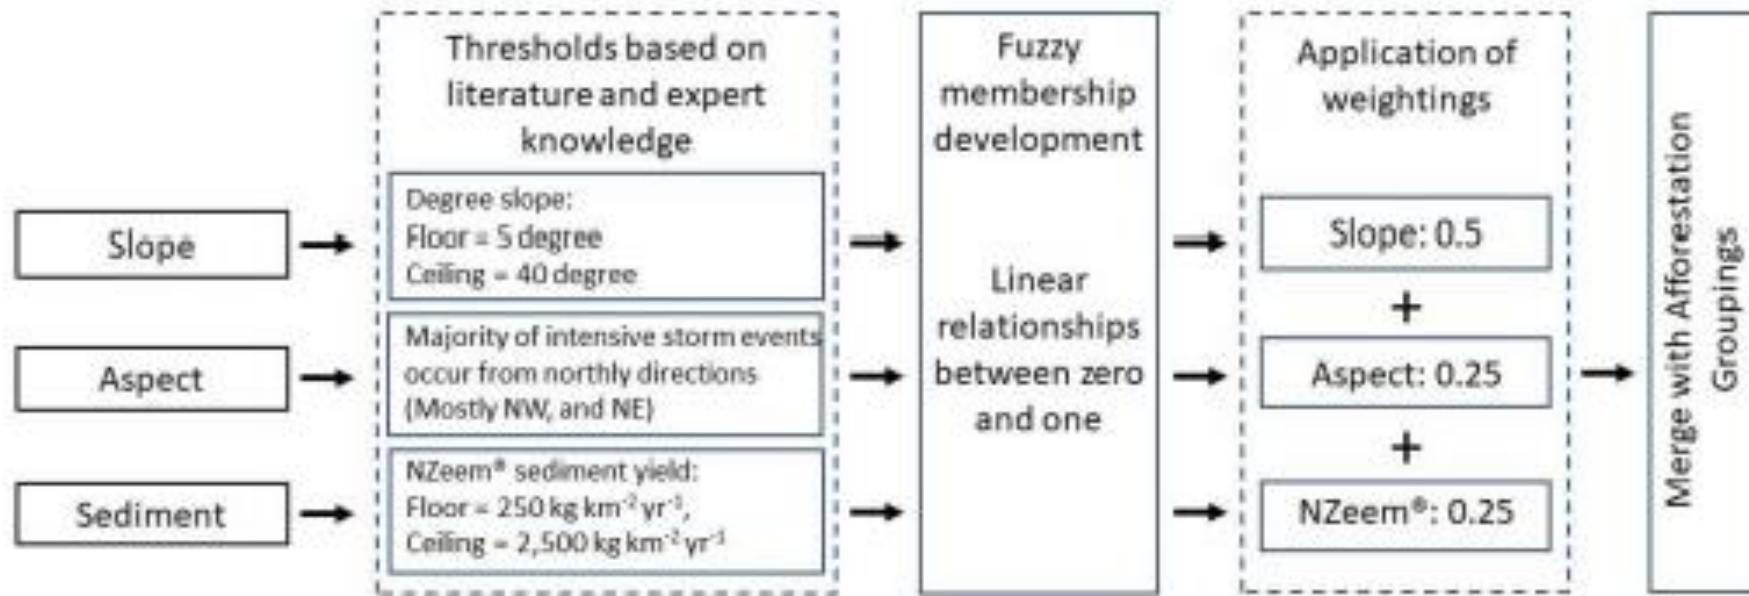 Slope
Aspect
Sediment
Thresholds based on
literature and expert
knowledge
Degree slope:
Floor = 5 degree
Ceiling = 40 degree
Majority of intensive storm events
occur from northly directions
(Mostly NW, and NE)
NZeem® sediment yield:
Floor = 250 kg km⁻² yr⁻¹,
Ceiling = 2,500 kg km⁻² yr⁻¹
Fuzzy
membership
development
Linear
relationships
between zero
and one
Application of
weightings
Slope: 0.5
+
Aspect: 0.25
+
NZeem®: 0.25
Merge with Afforestation
Groupings